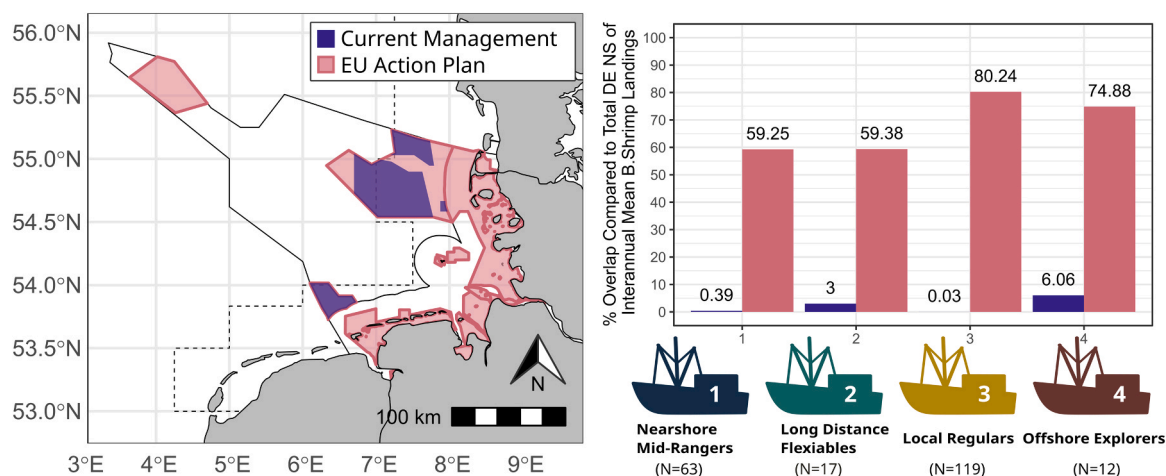 56.0°N
55.5°N
55.0°N
54.5°N
54.0°N
53.5°N
53.0°N
3°E 4°E 5°E 6°E 7°E 8°E 9°E
Current Management
EU Action Plan
N
100 km
% Overlap Compared to Total DE NS of
Interannual Mean B.Shrimp Landings
100
90
80
70
60
50
40
30
20
10
0
0.39 59.25 3 59.38 0.03 80.24 6.06 74.88
1 2 3 4
1 2 3 4
Nearshore
Mid-Rangers
(N=63)
Long Distance
Flexiables
(N=17)
Local Regulars
(N=119)
Offshore Explorers
(N=12)